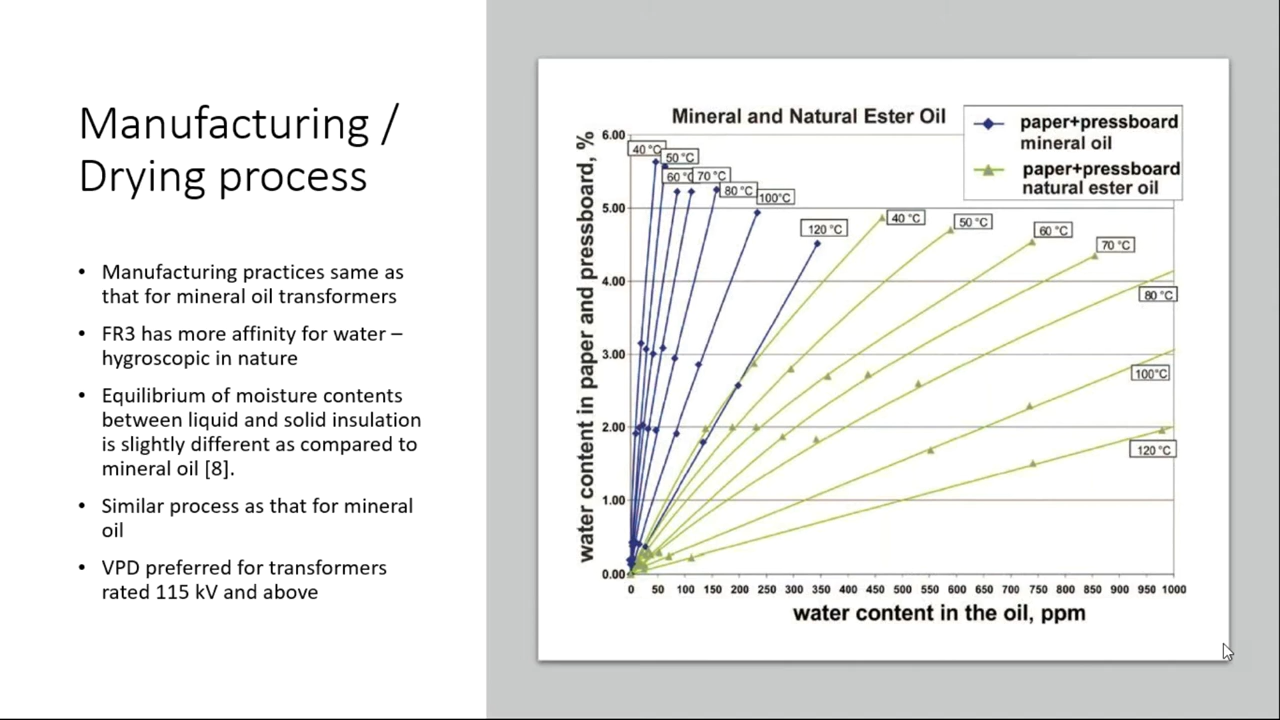 Manufacturing /
Drying process
• Manufacturing practices same as
that for mineral oil transformers
• FR3 has more affinity for water –
hygroscopic in nature
• Equilibrium of moisture contents
between liquid and solid insulation
is slightly different as compared to
mineral oil [8].
• Similar process as that for mineral
oil
• VPD preferred for transformers
rated 115 kV and above
Mineral and Natural Ester Oil
paper+pressboard
mineral oil
paper+pressboard
natural ester oil
water content in paper and pressboard, %
6.00
5.00
4.00
3.00
2.00
1.00
0.00
40 °C
50 °C
60 °C
70 °C
80 °C
100°C
120 °C
40 °C
50 °C
60 °C
70 °C
80 °C
100°C
120 °C
0 50 100 150 200 250 300 350 400 450 500 550 600 650 700 750 800 850 900 950 1000
water content in the oil, ppm